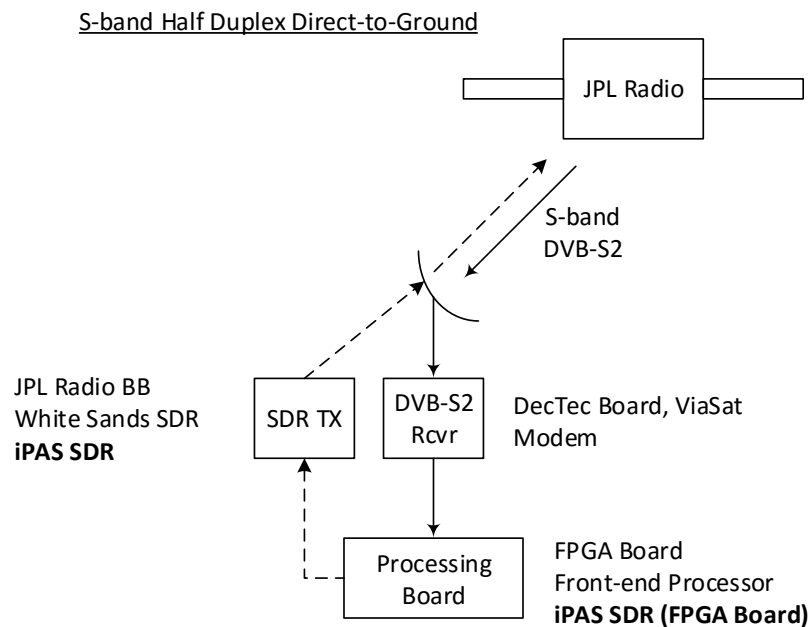 S-band Half Duplex Direct-to-Ground
JPL Radio
S-band
DVB-S2
JPL Radio BB
White Sands SDR
iPAS SDR
SDR TX
DVB-S2
Rcvr
DecTec Board, ViaSat
Modem
Processing
Board
FPGA Board
Front-end Processor
iPAS SDR (FPGA Board)